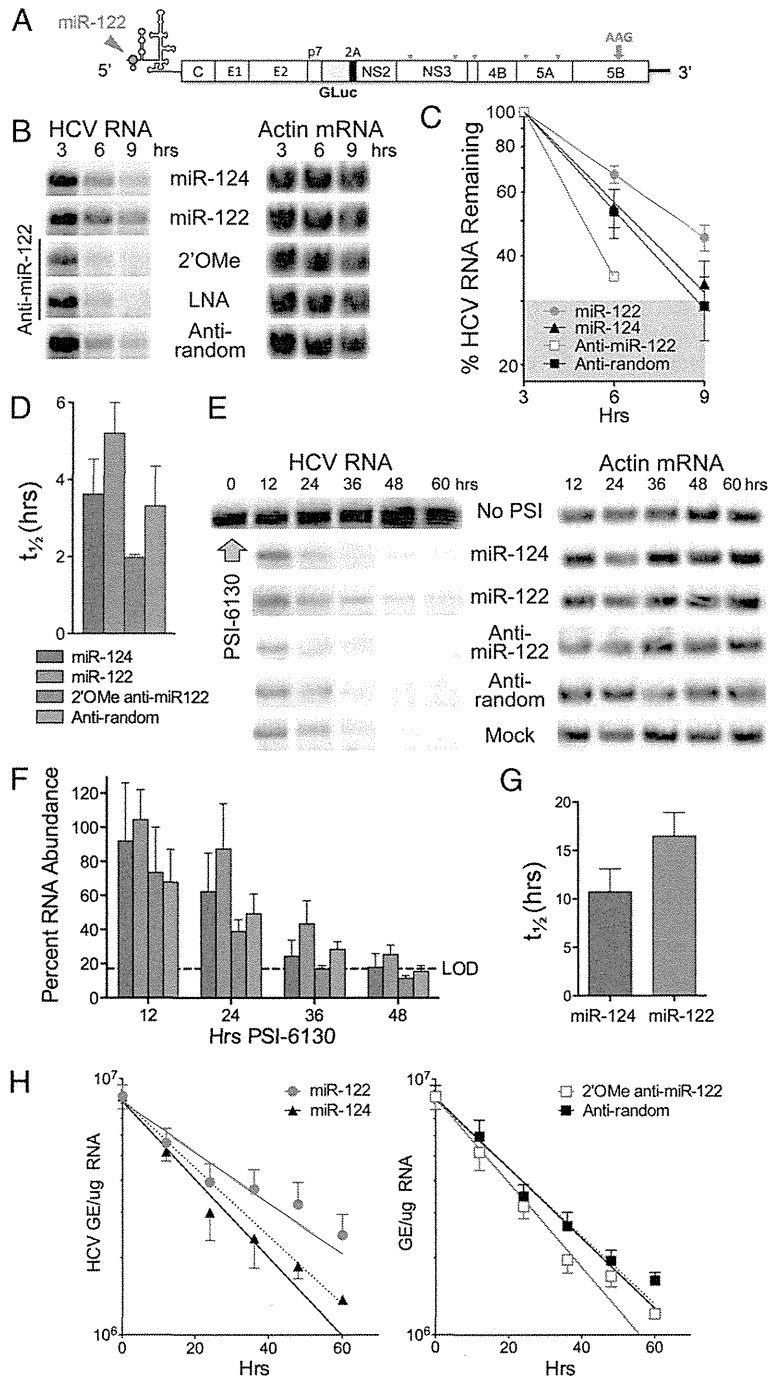 A
miR-122
AAG
p7 2A
5' C E1 E2 NS2 NS3 4B 5A 5B 3'
GLuc
B
HCV RNA Actin mRNA
3 6 9 hrs 3 6 9 hrs
miR-124
miR-122
Anti-miR-122
2'OMe
LNA
Anti-
random
C
% HCV RNA Remaining
100
80
60
40
20
miR-122
miR-124
Anti-miR-122
Anti-random
3 6 9
Hrs
D
t½ (hrs)
6
4
2
0
miR-124
miR-122
2'OMe anti-miR122
Anti-random
E
HCV RNA Actin mRNA
0 12 24 36 48 60 hrs 12 24 36 48 60 hrs
PSI-6130
No PSI
miR-124
miR-122
Anti-
miR-122
Anti-
random
Mock
F
Percent RNA Abundance
120
100
80
60
40
20
0
LOD
12 24 36 48
Hrs PSI-6130
G
t½ (hrs)
20
15
10
5
0
miR-124 miR-122
H
HCV GE/ug RNA
10⁷
10⁶
miR-122
miR-124
0 20 40 60
Hrs
GE/ug RNA
10⁷
10⁶
2'OMe anti-miR-122
Anti-random
0 20 40 60
Hrs